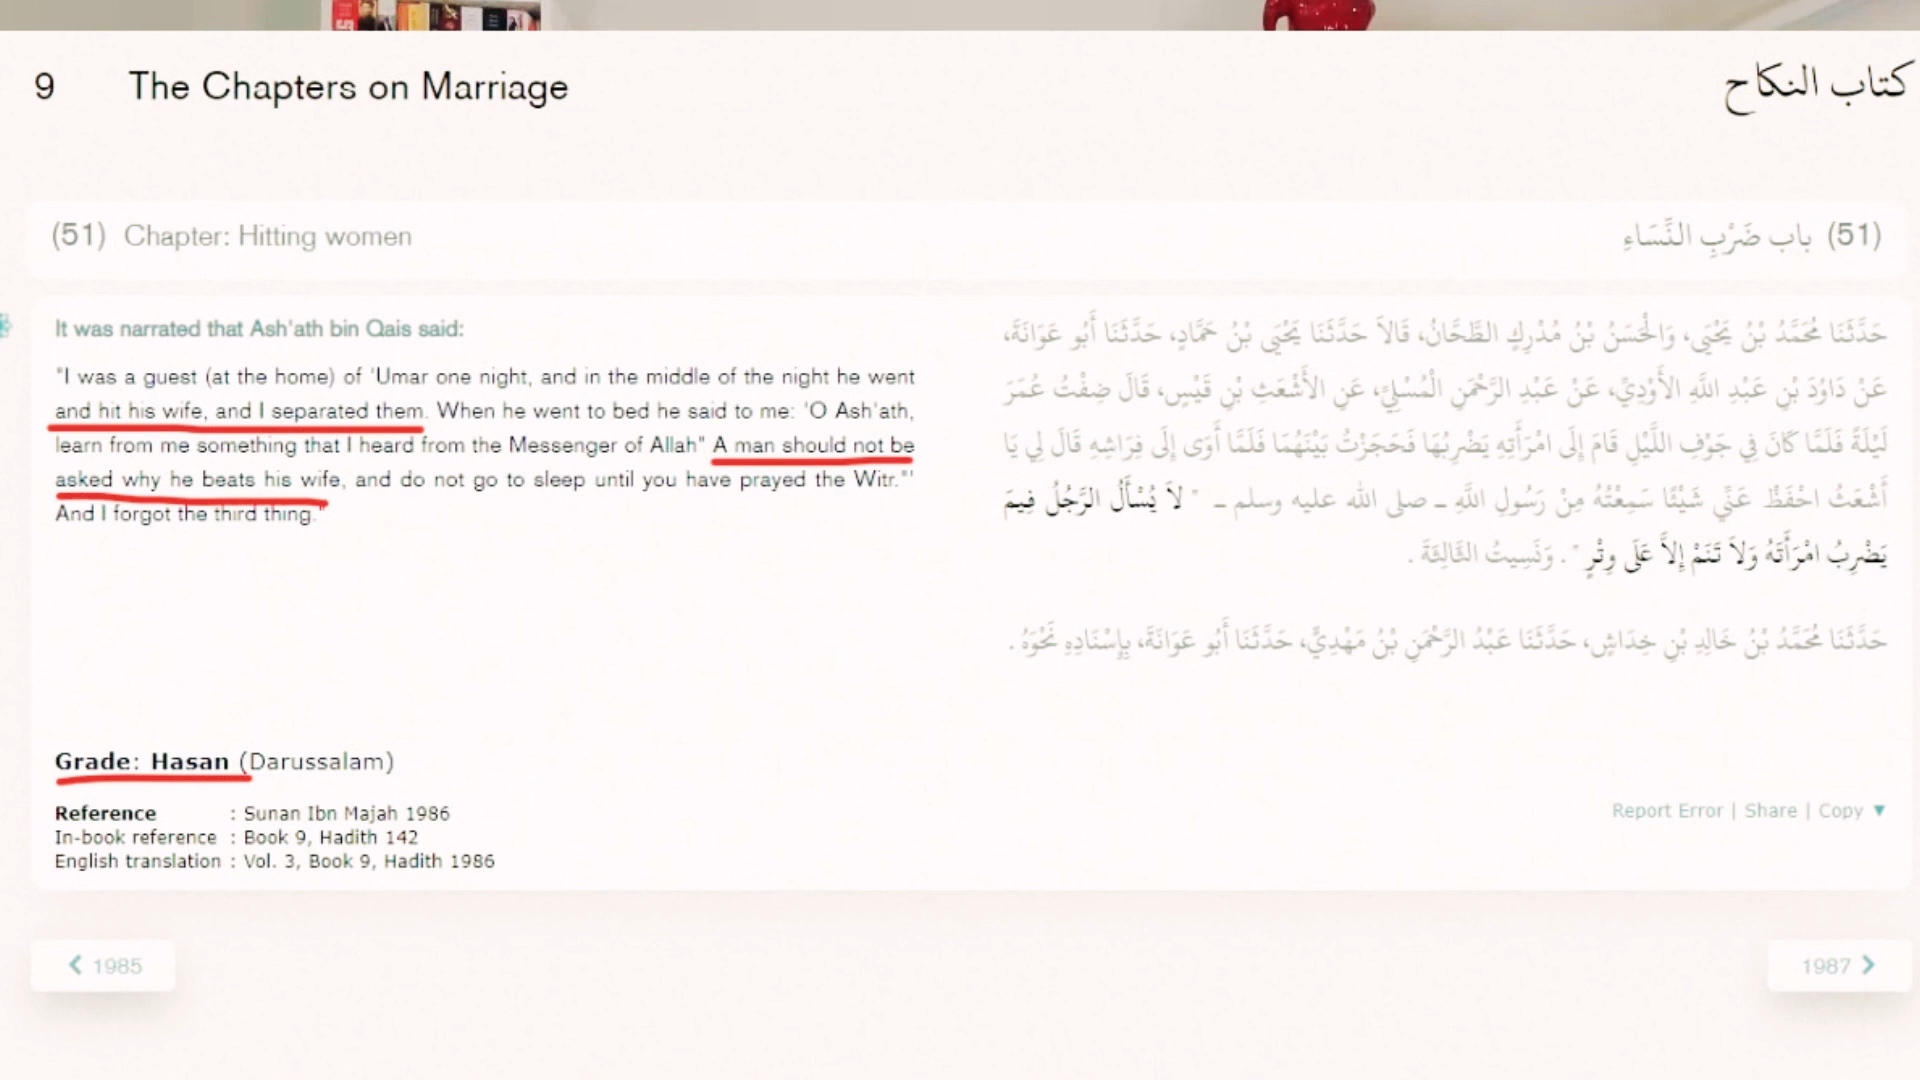 9 The Chapters on Marriage
كتاب النكاح
(51) Chapter: Hitting women
(51) باب ضَرْبِ النِّسَاءِ
It was narrated that Ash'ath bin Qais said:
"I was a guest (at the home) of 'Umar one night, and in the middle of the night he went
and hit his wife, and I separated them. When he went to bed he said to me: 'O Ash'ath,
learn from me something that I heard from the Messenger of Allah" A man should not be
asked why he beats his wife, and do not go to sleep until you have prayed the Witr."'
And I forgot the third thing."
حَدَّثَنَا مُحَمَّدُ بْنُ يَحْيَى، وَالْحَسَنُ بْنُ مُدْرِكٍ الطَّحَّانُ، قَالاَ حَدَّثَنَا يَحْيَى بْنُ حَمَّادٍ، حَدَّثَنَا أَبُو عَوَانَةَ،
عَنْ دَاوُدَ بْنِ عَبْدِ اللَّهِ الأَوْدِيِّ، عَنْ عَبْدِ الرَّحْمَنِ الْمُسْلِيِّ، عَنِ الأَشْعَثِ بْنِ قَيْسٍ، قَالَ ضِفْتُ عُمَرَ
لَيْلَةً فَلَمَّا كَانَ فِي جَوْفِ اللَّيْلِ قَامَ إِلَى امْرَأَتِهِ يَضْرِبُهَا فَحَجَزْتُ بَيْنَهُمَا فَلَمَّا أَوَى إِلَى فِرَاشِهِ قَالَ لِي يَا
أَشْعَثُ احْفَظْ عَنِّي شَيْئًا سَمِعْتُهُ مِنْ رَسُولِ اللَّهِ ـ صلى الله عليه وسلم ـ " لاَ يُسْأَلُ الرَّجُلُ فِيمَ
يَضْرِبُ امْرَأَتَهُ وَلاَ تَنَمْ إِلاَّ عَلَى وِتْرٍ " . وَنَسِيتُ الثَّالِثَةَ .
حَدَّثَنَا مُحَمَّدُ بْنُ خَالِدِ بْنِ خِدَاشٍ، حَدَّثَنَا عَبْدُ الرَّحْمَنِ بْنُ مَهْدِيٍّ، حَدَّثَنَا أَبُو عَوَانَةَ، بِإِسْنَادِهِ نَحْوَهُ .
Grade: Hasan (Darussalam)
Reference : Sunan Ibn Majah 1986
In-book reference : Book 9, Hadith 142
English translation : Vol. 3, Book 9, Hadith 1986
Report Error | Share | Copy ▼
1985
1987